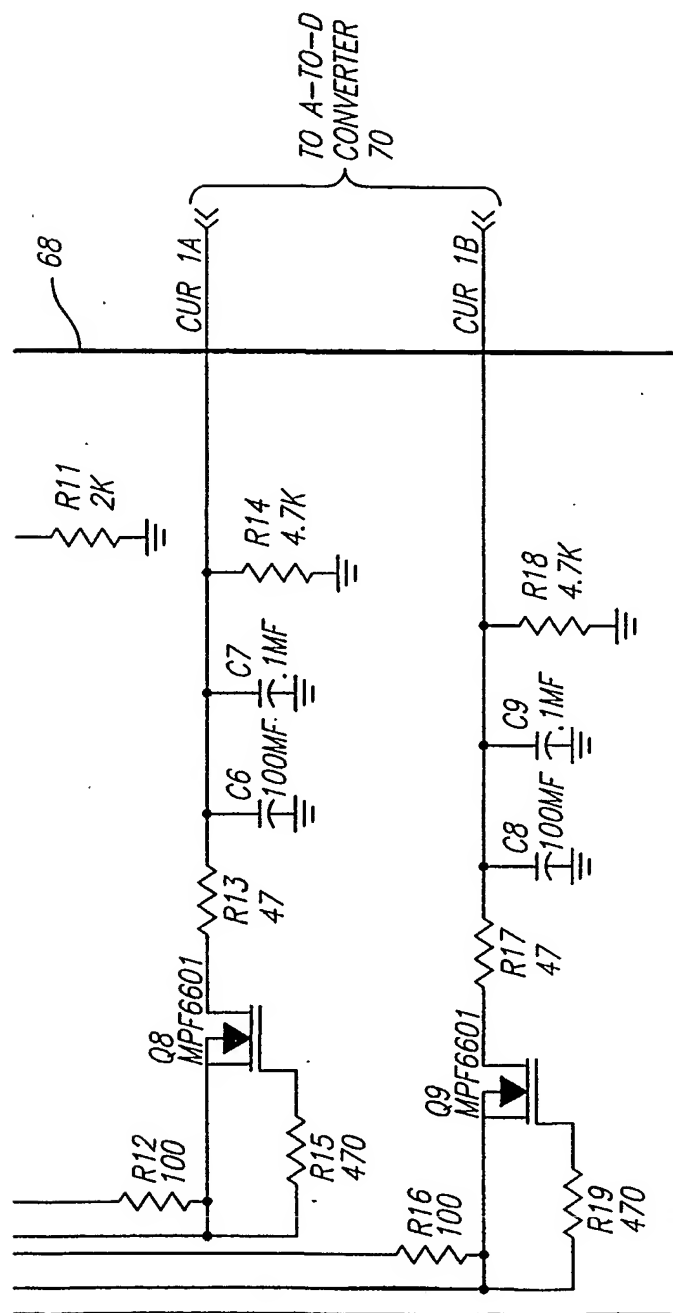 68
TO A-TO-D
CONVERTER
70
CUR 1A
CUR 1B
R11
2K
R14
4.7K
C7
.1MF
C6
100MF
R13
47
Q8
MPF6601
R12
100
R15
470
R18
4.7K
C9
.1MF
C8
100MF
R17
47
Q9
MPF6601
R16
100
R19
470